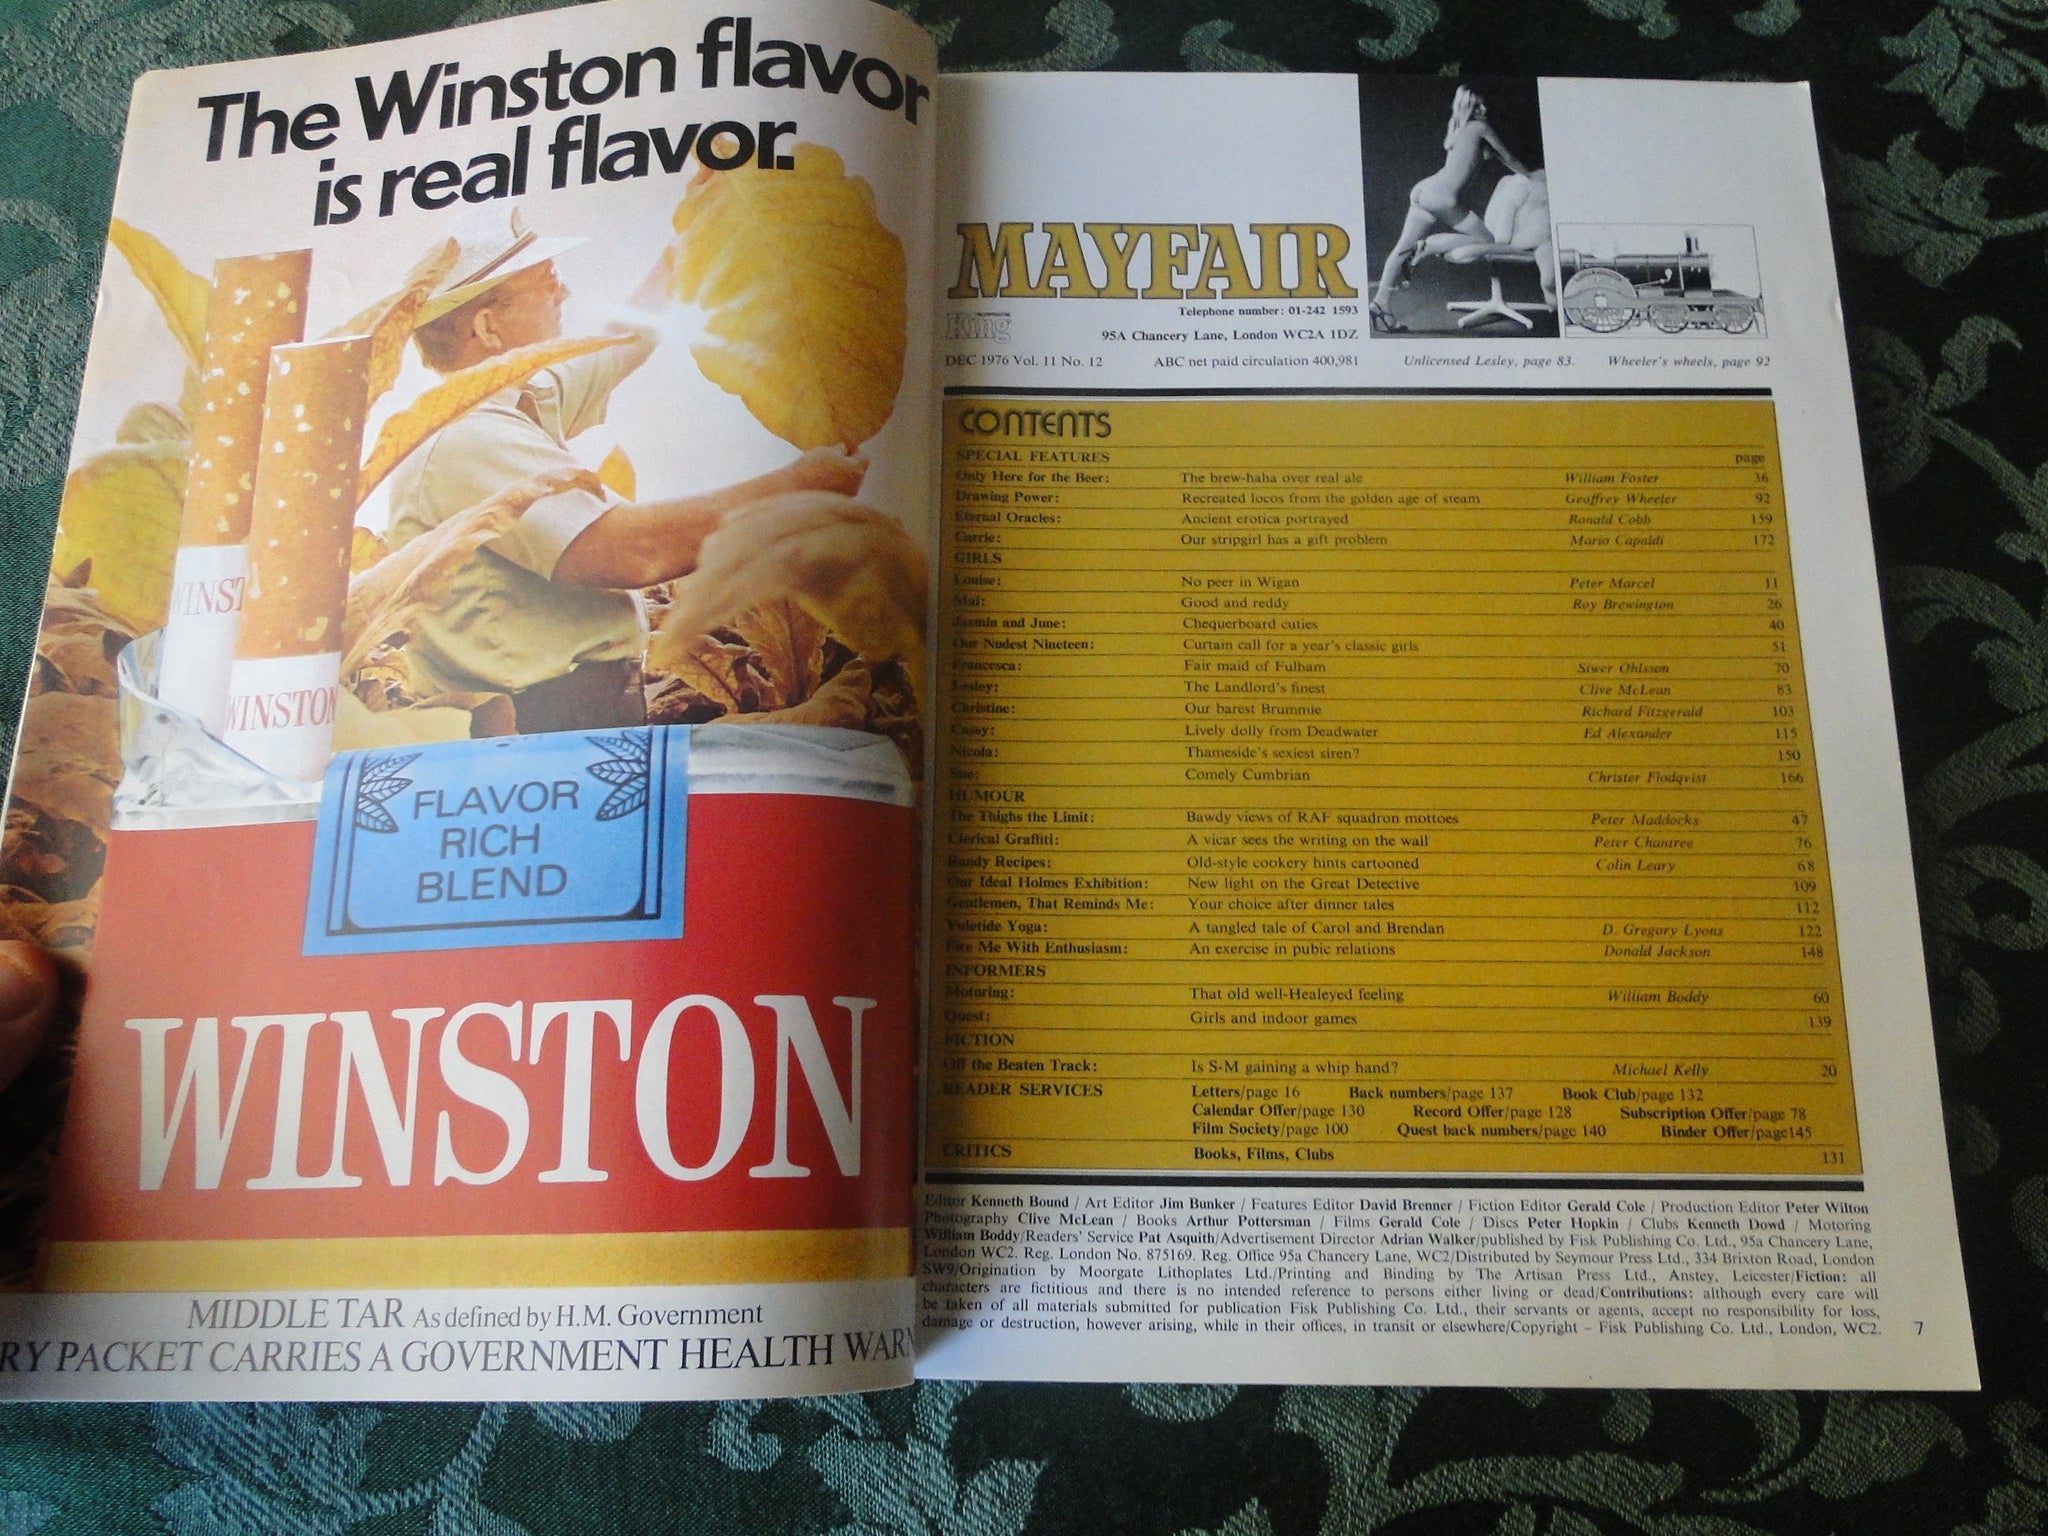 The Winston flavor
is real flavor.
WINST
WINSTON
FLAVOR
RICH
BLEND
WINSTON
MIDDLE TAR As defined by H.M. Government
RY PACKET CARRIES A GOVERNMENT HEALTH WARN
MAYFAIR
INCORPORATING
King
Telephone number: 01-242 1593
95A Chancery Lane, London WC2A 1DZ
DEC 1976 Vol. 11 No. 12 ABC net paid circulation 400,981 Unlicensed Lesley, page 83. Wheeler's wheels, page 92
CONTENTS
SPECIAL FEATURES page
Only Here for the Beer: The brew-haha over real ale William Foster 36
Drawing Power: Recreated locos from the golden age of steam Geoffrey Wheeler 92
Eternal Oracles: Ancient erotica portrayed Ronald Cobb 159
Carrie: Our stripgirl has a gift problem Mario Capaldi 172
GIRLS
Louise: No peer in Wigan Peter Marcel 11
Mai: Good and reddy Roy Brewington 26
Jasmin and June: Chequerboard cuties 40
Our Nudest Nineteen: Curtain call for a year's classic girls 51
Francesca: Fair maid of Fulham Siwer Ohlsson 70
Lesley: The Landlord's finest Clive McLean 83
Christine: Our barest Brummie Richard Fitzgerald 103
Cassy: Lively dolly from Deadwater Ed Alexander 115
Nicola: Thameside's sexiest siren? 150
Sue: Comely Cumbrian Christer Flodqvist 166
HUMOUR
The Thighs the Limit: Bawdy views of RAF squadron mottoes Peter Maddocks 47
Clerical Graffiti: A vicar sees the writing on the wall Peter Chantree 76
Randy Recipes: Old-style cookery hints cartooned Colin Leary 68
Our Ideal Holmes Exhibition: New light on the Great Detective 109
Gentlemen, That Reminds Me: Your choice after dinner tales 112
Yuletide Yoga: A tangled tale of Carol and Brendan D. Gregory Lyons 122
Fire Me With Enthusiasm: An exercise in pubic relations Donald Jackson 148
INFORMERS
Motoring: That old well-Healeyed feeling William Boddy 60
Quest: Girls and indoor games 139
FICTION
Off the Beaten Track: Is S-M gaining a whip hand? Michael Kelly 20
READER SERVICES Letters/page 16 Back numbers/page 137 Book Club/page 132
Calendar Offer/page 130 Record Offer/page 128 Subscription Offer/page 78
Film Society/page 100 Quest back numbers/page 140 Binder Offer/page145
CRITICS Books, Films, Clubs 131
Editor Kenneth Bound / Art Editor Jim Bunker / Features Editor David Brenner / Fiction Editor Gerald Cole / Production Editor Peter Wilton
Photography Clive McLean / Books Arthur Pottersman / Films Gerald Cole / Discs Peter Hopkin / Clubs Kenneth Dowd / Motoring
William Boddy/Readers' Service Pat Asquith/Advertisement Director Adrian Walker/published by Fisk Publishing Co. Ltd., 95a Chancery Lane,
London WC2. Reg. London No. 875169. Reg. Office 95a Chancery Lane, WC2/Distributed by Seymour Press Ltd., 334 Brixton Road, London
SW9/Origination by Moorgate Lithoplates Ltd./Printing and Binding by The Artisan Press Ltd., Anstey, Leicester/Fiction: all
characters are fictitious and there is no intended reference to persons either living or dead/Contributions: although every care will
be taken of all materials submitted for publication Fisk Publishing Co. Ltd., their servants or agents, accept no responsibility for loss,
damage or destruction, however arising, while in their offices, in transit or elsewhere/Copyright – Fisk Publishing Co. Ltd., London, WC2.
7